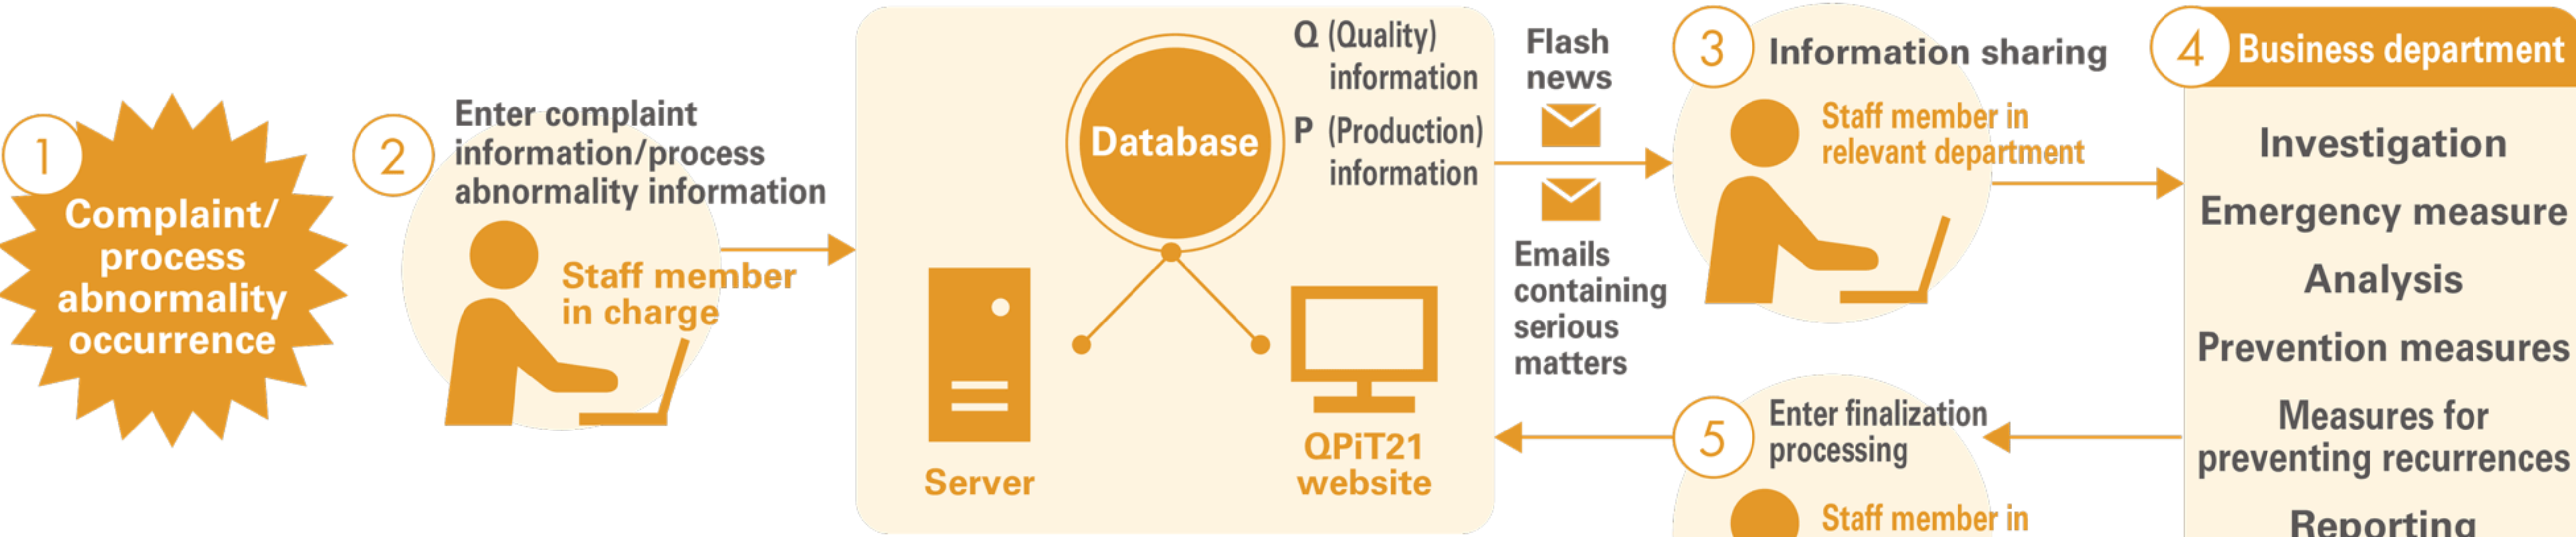 1
Complaint/
process
abnormality
occurrence
2
Enter complaint
information/process
abnormality information
Staff member
in charge
Database
Q (Quality)
information
P (Production)
information
Server
QPiT21
website
Flash
news
Emails
containing
serious
matters
3
Information sharing
Staff member in
relevant department
4
Business department
Investigation
Emergency measure
Analysis
Prevention measures
Measures for
preventing recurrences
Reporting
5
Enter finalization
processing
Staff member in